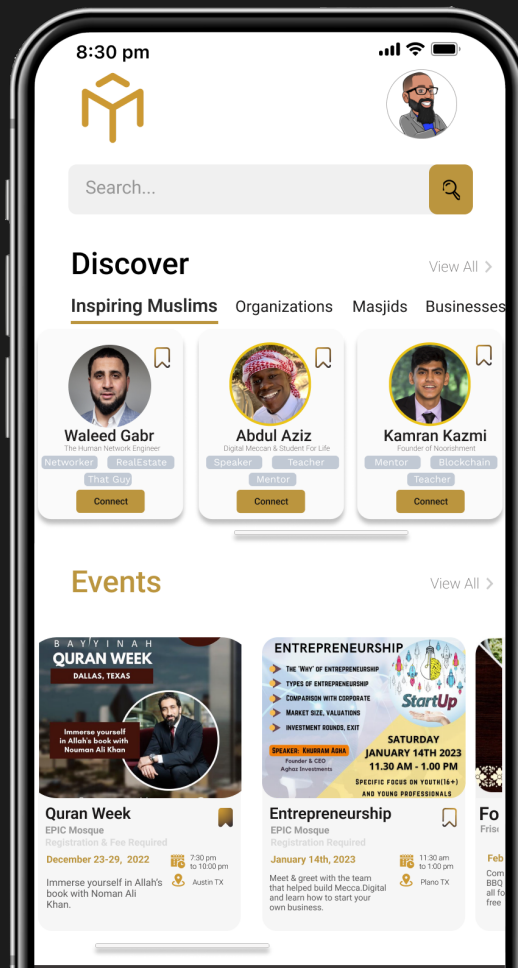 8:30 pm
Search...
Discover
View All >
Inspiring Muslims Organizations Masjids Businesses
Waleed Gabr
The Human Network Engineer
Networker RealEstate
That Guy
Connect
Abdul Aziz
Digital Meccan & Student For Life
Speaker Teacher
Mentor
Connect
Kamran Kazmi
Founder of Noorishment
Mentor Blockchain
Teacher
Connect
Events
View All >
BAYYINAH
QURAN WEEK
DALLAS, TEXAS
Immerse yourself
in Allah's book with
Nouman Ali Khan
Quran Week
EPIC Mosque
Registration & Fee Required
December 23-29, 2022
7:30 pm
to 10:00 pm
Austin TX
Immerse yourself in Allah's
book with Noman Ali
Khan.
ENTREPRENEURSHIP
THE 'WHY' OF ENTREPRENEURSHIP
TYPES OF ENTREPRENEURSHIP
COMPARISON WITH CORPORATE
MARKET SIZE, VALUATIONS
INVESTMENT ROUNDS, EXIT
StartUp
SPEAKER: KHURRAM AGHA
Founder & CEO
Aghaz Investments
SATURDAY
JANUARY 14TH 2023
11.30 AM - 1.00 PM
SPECIFIC FOCUS ON YOUTH(16+)
AND YOUNG PROFESSIONALS
Entrepreneurship
EPIC Mosque
Registration Required
January 14th, 2023
11:30 am
to 1:00 pm
Plano TX
Meet & greet with the team
that helped build Mecca.Digital
and learn how to start your
own business.
Fo
Fris
Feb
Com
BBQ
all fo
free